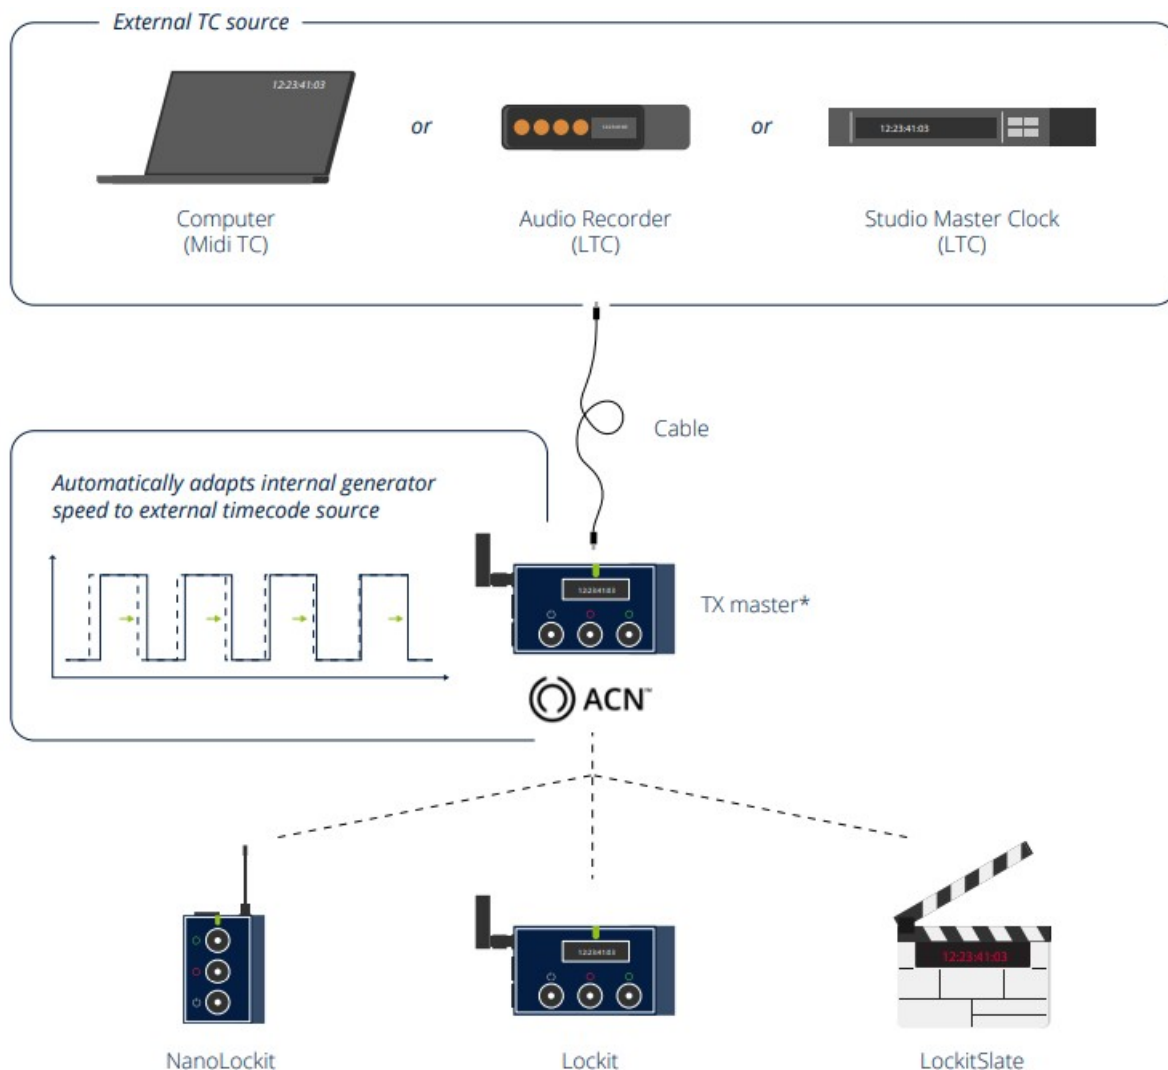 External TC source
12:23:41:03
or
or
12:23:41:03
Computer
(Midi TC)
Audio Recorder
(LTC)
Studio Master Clock
(LTC)
Cable
Automatically adapts internal generator
speed to external timecode source
12:23:41:03
TX master*
ACN™
12:23:41:03
12:23:41:03
NanoLockit
Lockit
LockitSlate